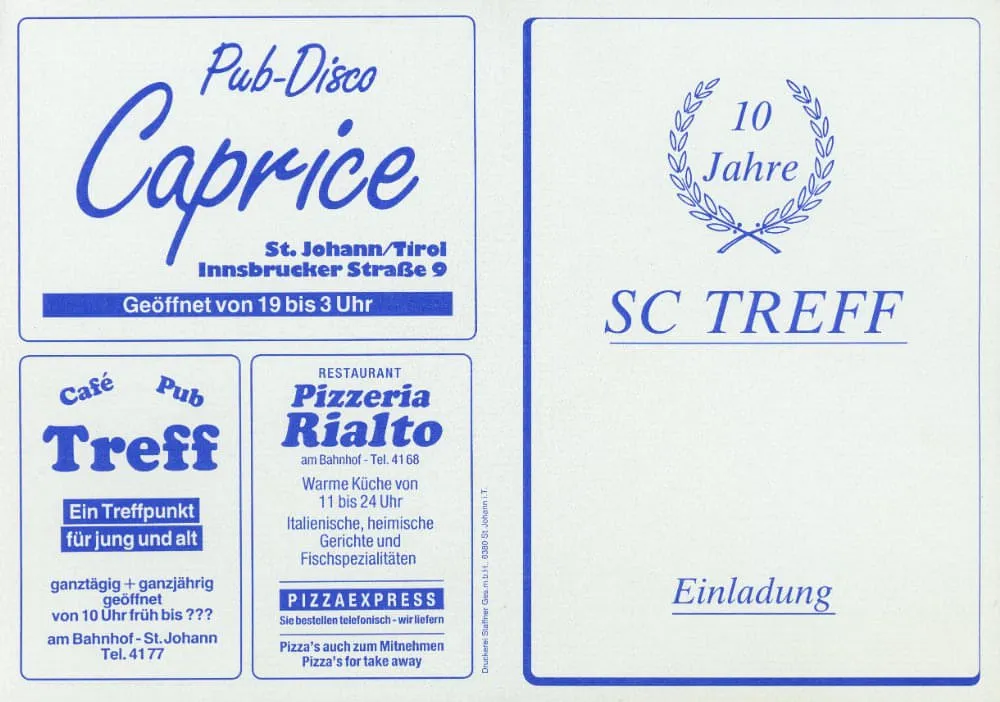 Pub-Disco
Caprice
St. Johann/Tirol
Innsbrucker Straße 9
Geöffnet von 19 bis 3 Uhr
Café Pub
Treff
Ein Treffpunkt
für jung und alt
ganztägig + ganzjährig
geöffnet
von 10 Uhr früh bis ???
am Bahnhof - St. Johann
Tel. 41 77
RESTAURANT
Pizzeria
Rialto
am Bahnhof - Tel. 41 68
Warme Küche von
11 bis 24 Uhr
Italienische, heimische
Gerichte und
Fischspezialitäten
PIZZAEXPRESS
Sie bestellen telefonisch - wir liefern
Pizza's auch zum Mitnehmen
Pizza's for take away
Druckerei Staffner Ges.m.b.H., 6380 St. Johann i.T.
10
Jahre
SC TREFF
Einladung